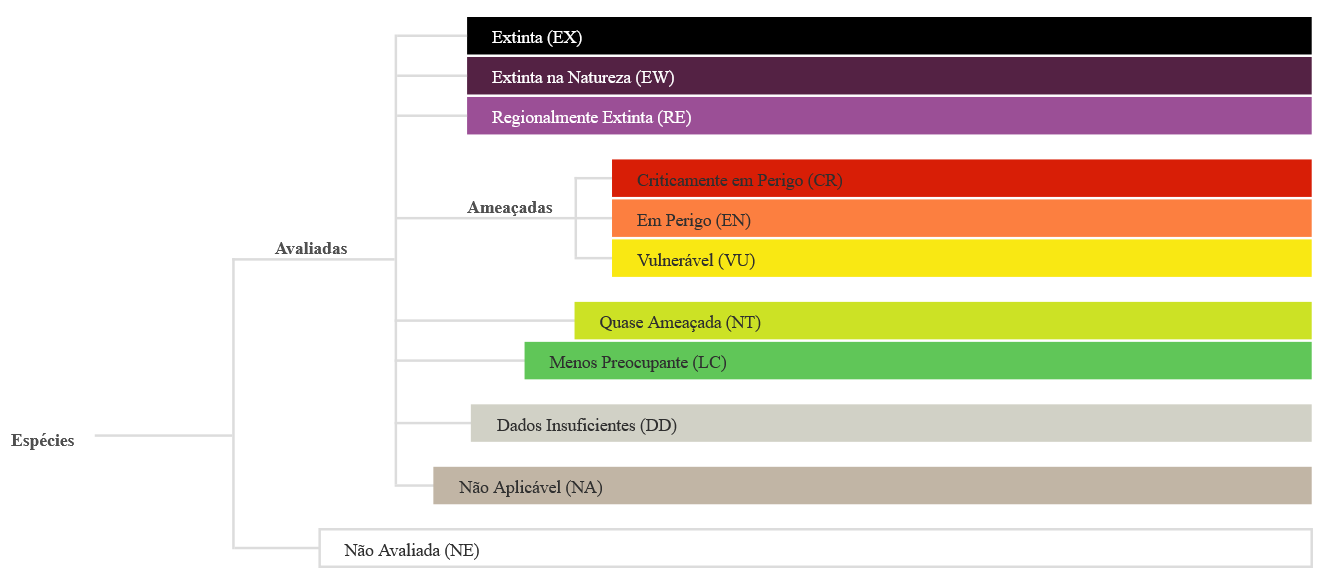 Extinta (EX)
Extinta na Natureza (EW)
Regionalmente Extinta (RE)
Criticamente em Perigo (CR)
Ameaçadas
Em Perigo (EN)
Avaliadas
Vulnerável (VU)
Quase Ameaçada (NT)
Menos Preocupante (LC)
Dados Insuficientes (DD)
Espécies
Não Aplicável (NA)
Não Avaliada (NE)